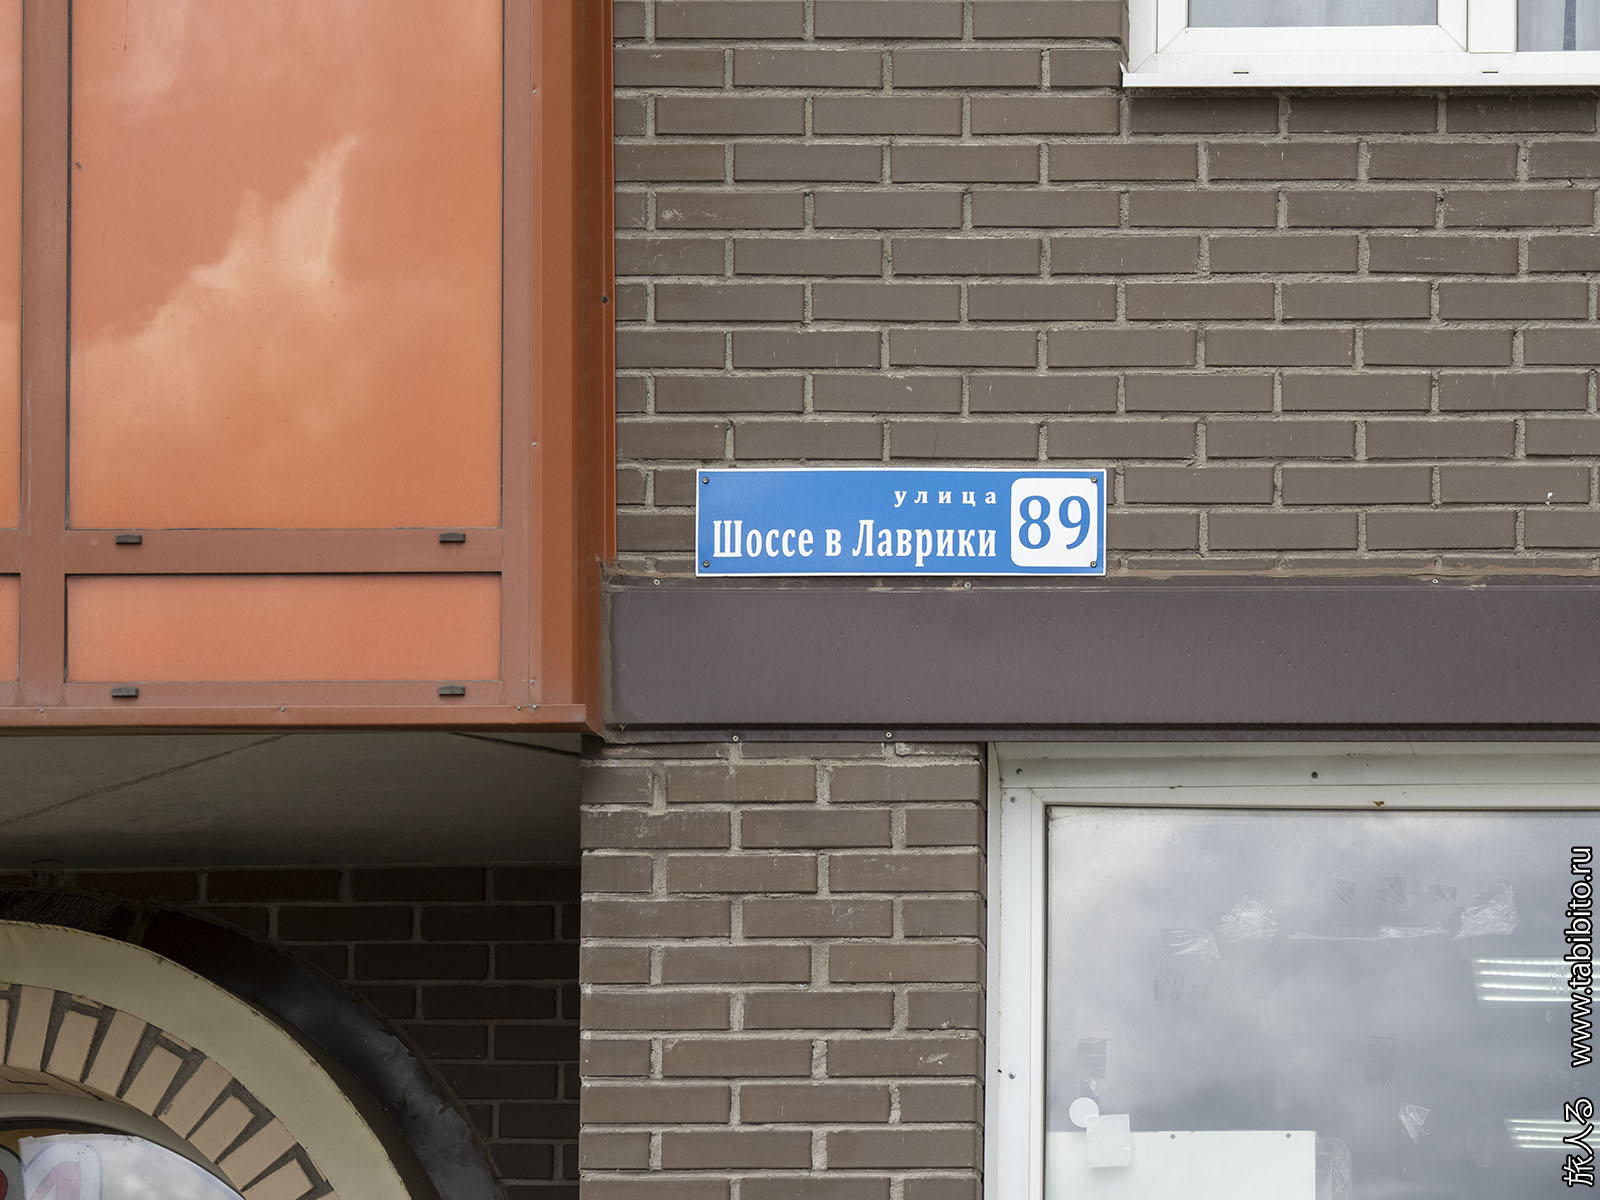 улица
Шоссе в Лаврики
89
旅人る www.tabibito.ru